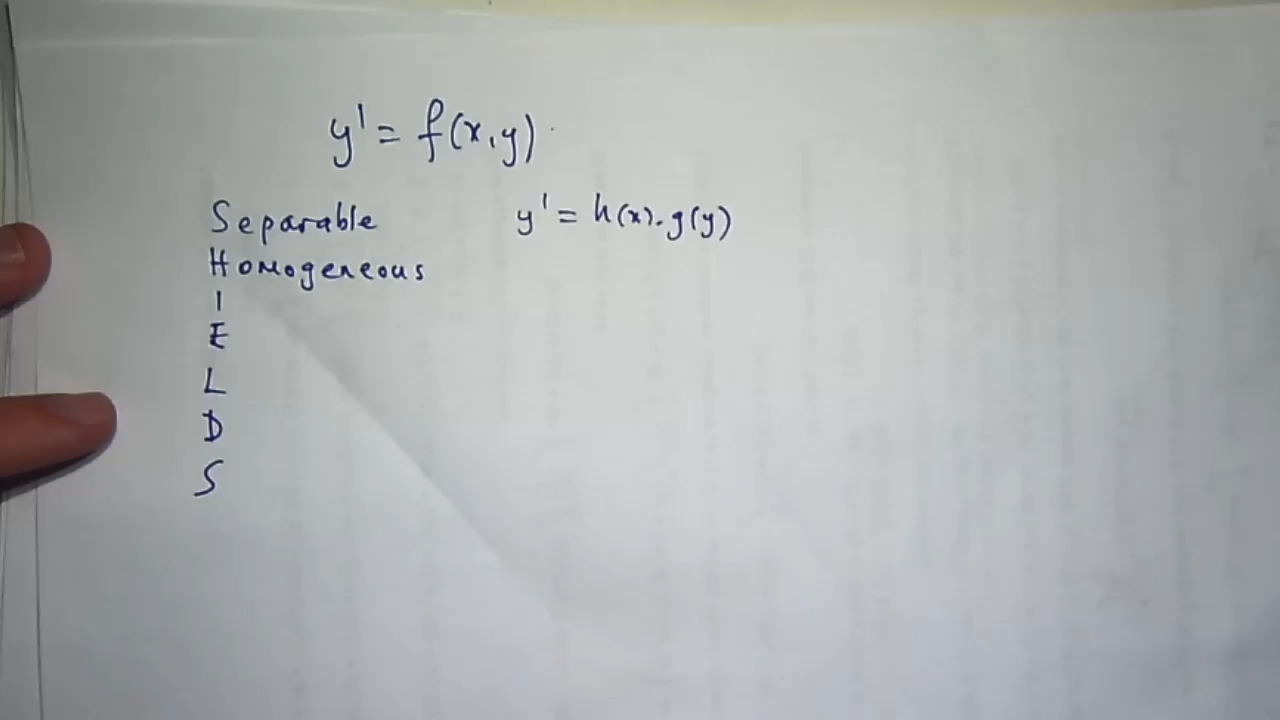 y' = f(x,y)
Separable y' = h(x).g(y)
Homogeneous
I
E
L
D
S